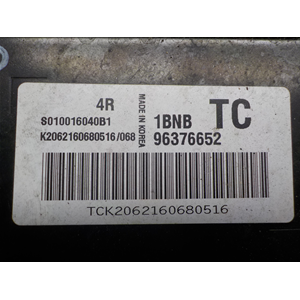 4R
MADE IN KOREA
1BNB
TC
S010016040B1
K2062160680516/068
96376652
TCK2062160680516